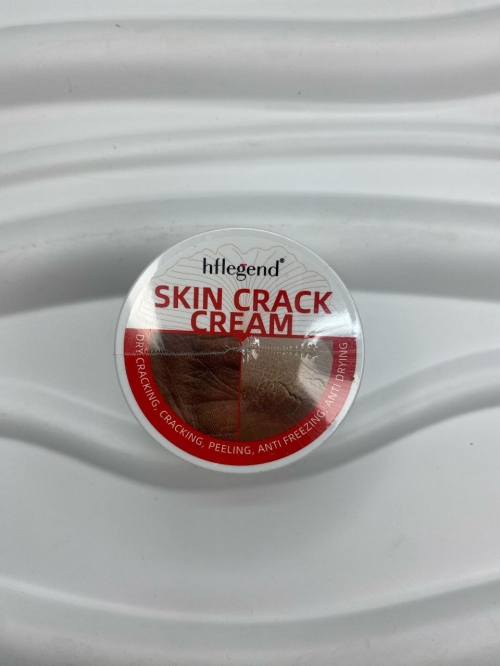 hflegend®
SKIN CRACK
CREAM
DRY CRACKING, CRACKING, PEELING, ANTI FREEZING, ANTI DRYING